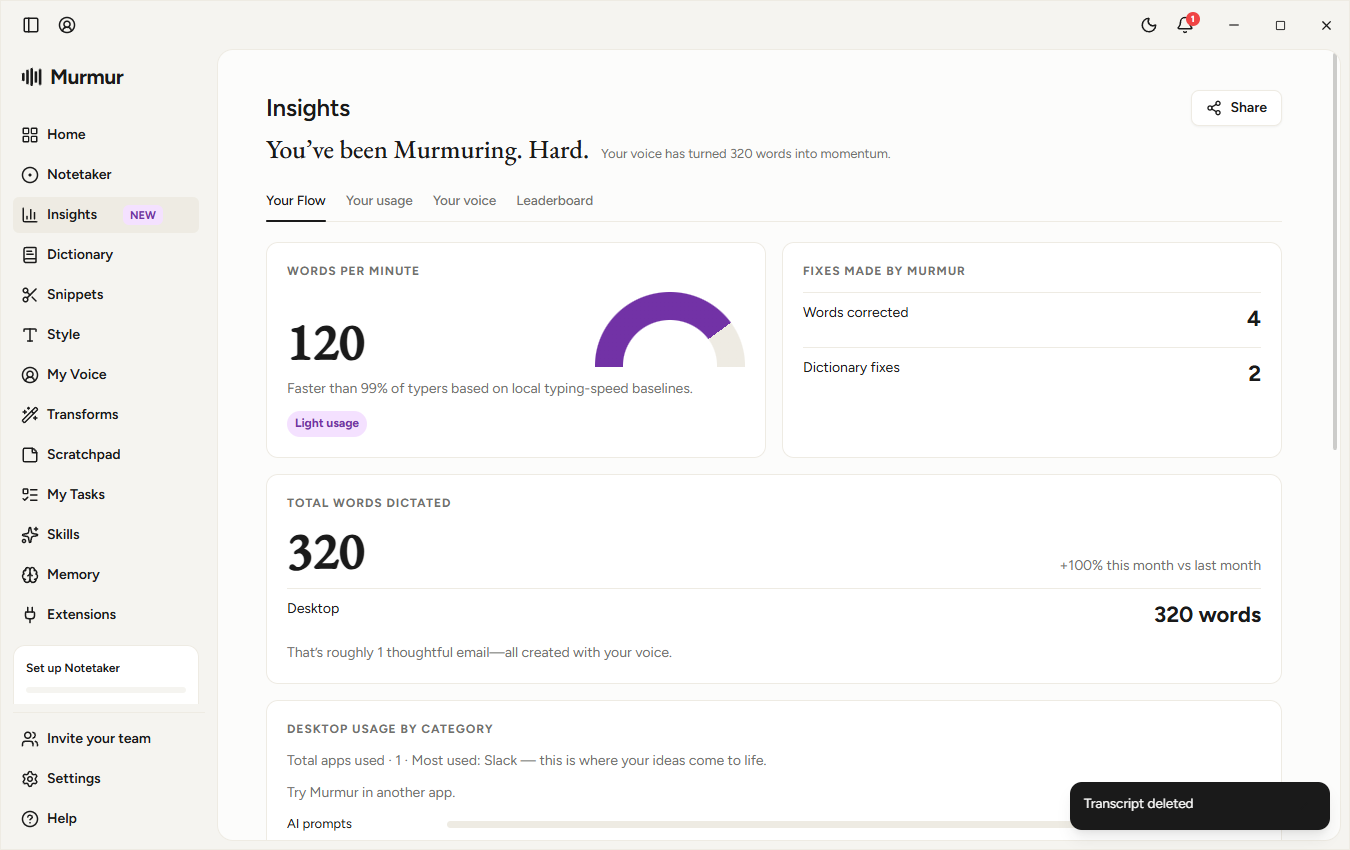 1
Murmur
Home
Notetaker
Insights NEW
Dictionary
Snippets
Style
My Voice
Transforms
Scratchpad
My Tasks
Skills
Memory
Extensions
Set up Notetaker
Invite your team
Settings
Help
Insights
Share
You’ve been Murmuring. Hard. Your voice has turned 320 words into momentum.
Your Flow Your usage Your voice Leaderboard
WORDS PER MINUTE
120
Faster than 99% of typers based on local typing-speed baselines.
Light usage
FIXES MADE BY MURMUR
Words corrected 4
Dictionary fixes 2
TOTAL WORDS DICTATED
320
+100% this month vs last month
Desktop 320 words
That's roughly 1 thoughtful email—all created with your voice.
DESKTOP USAGE BY CATEGORY
Total apps used · 1 · Most used: Slack — this is where your ideas come to life.
Try Murmur in another app.
AI prompts
Transcript deleted